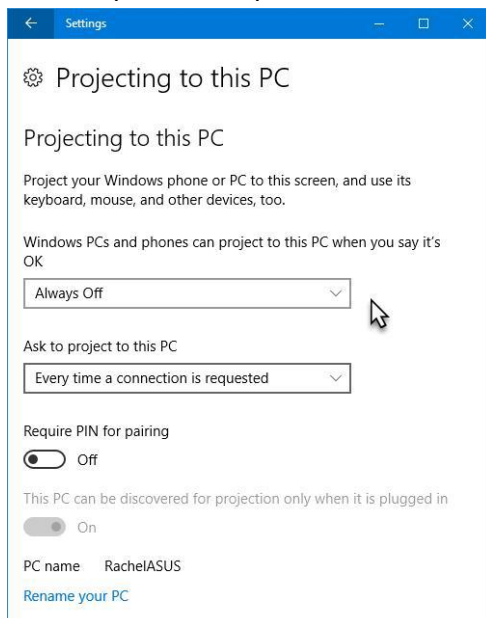 Settings
Projecting to this PC
Projecting to this PC
Project your Windows phone or PC to this screen, and use its
keyboard, mouse, and other devices, too.
Windows PCs and phones can project to this PC when you say it's
OK
Always Off
Ask to project to this PC
Every time a connection is requested
Require PIN for pairing
Off
This PC can be discovered for projection only when it is plugged in
On
PC name RachelASUS
Rename your PC